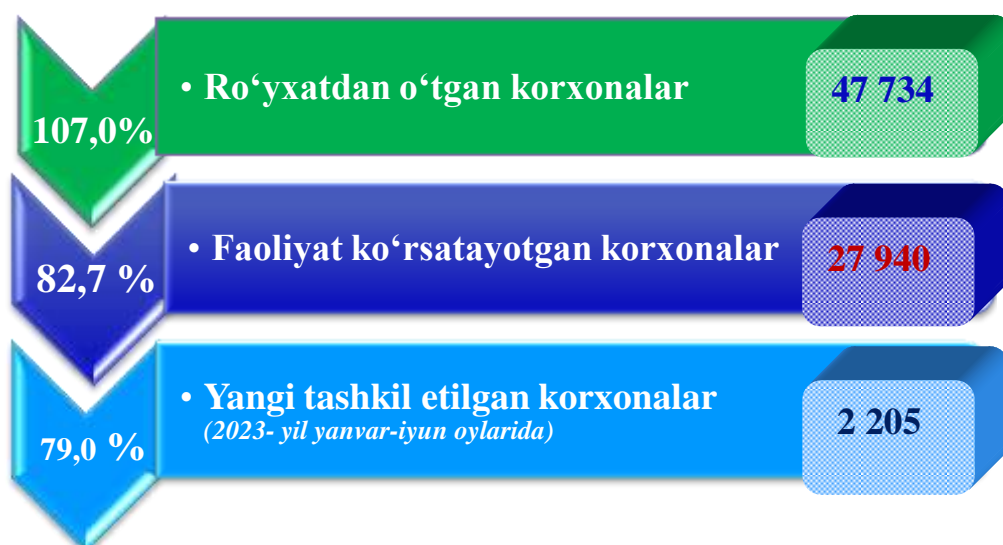 107,0%
• Ro‘yxatdan o‘tgan korxonalar
47 734
82,7 %
• Faoliyat ko‘rsatayotgan korxonalar
27 940
79,0 %
• Yangi tashkil etilgan korxonalar
(2023- yil yanvar-iyun oylarida)
2 205